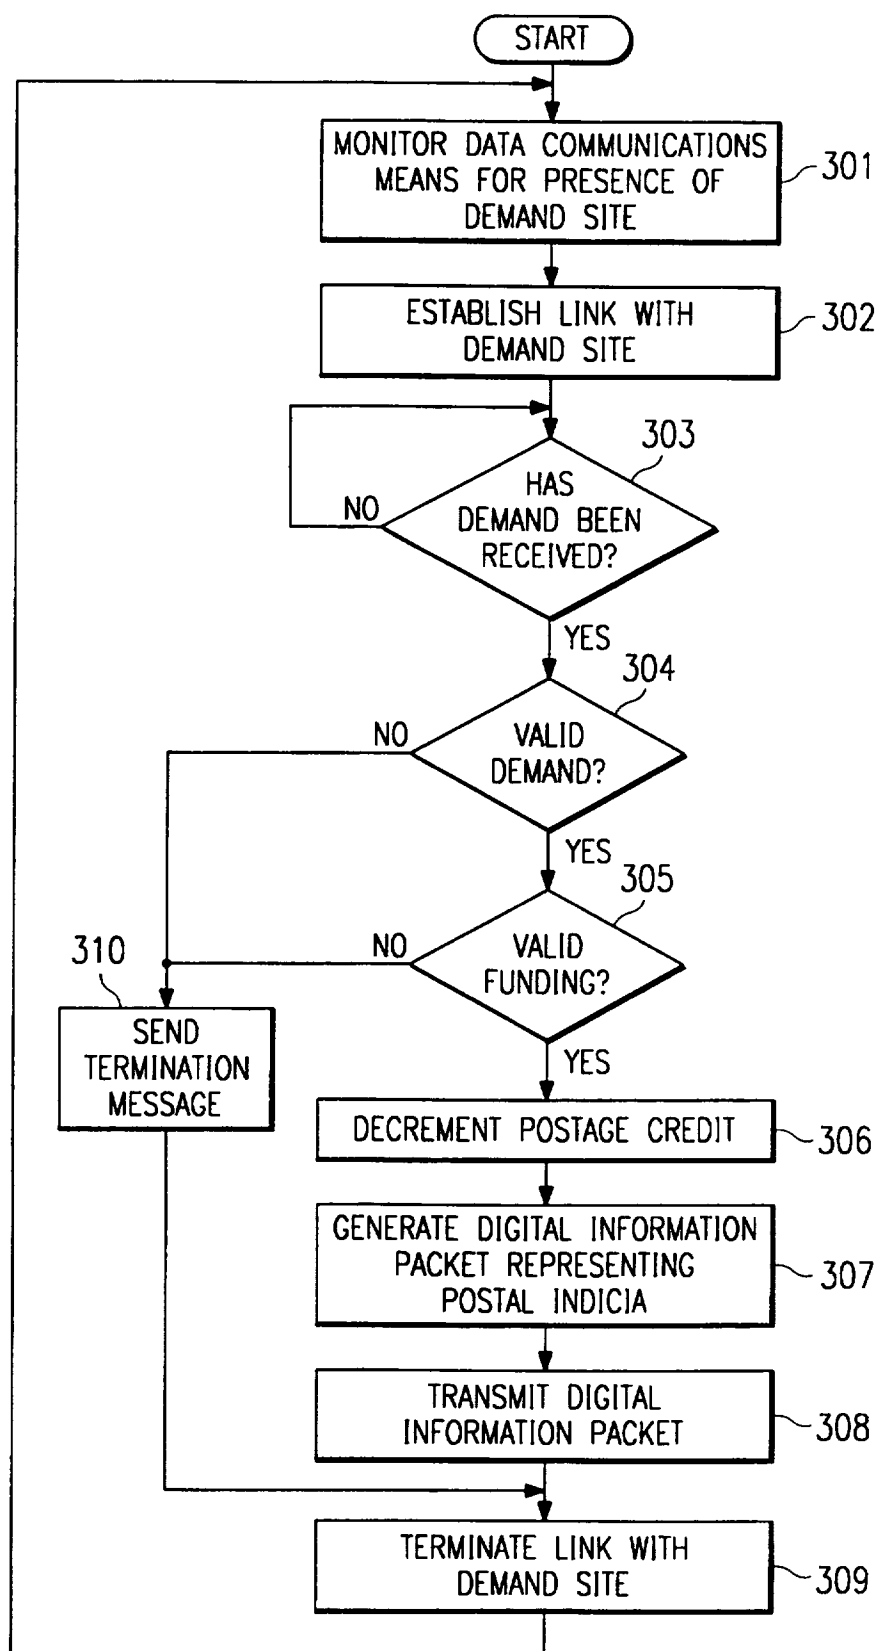 START
MONITOR DATA COMMUNICATIONS
MEANS FOR PRESENCE OF
DEMAND SITE
301
ESTABLISH LINK WITH
DEMAND SITE
302
303
HAS
DEMAND BEEN
RECEIVED?
NO
YES
304
VALID
DEMAND?
NO
YES
305
VALID
FUNDING?
NO
YES
310
SEND
TERMINATION
MESSAGE
DECREMENT POSTAGE CREDIT
306
GENERATE DIGITAL INFORMATION
PACKET REPRESENTING
POSTAL INDICIA
307
TRANSMIT DIGITAL
INFORMATION PACKET
308
TERMINATE LINK WITH
DEMAND SITE
309